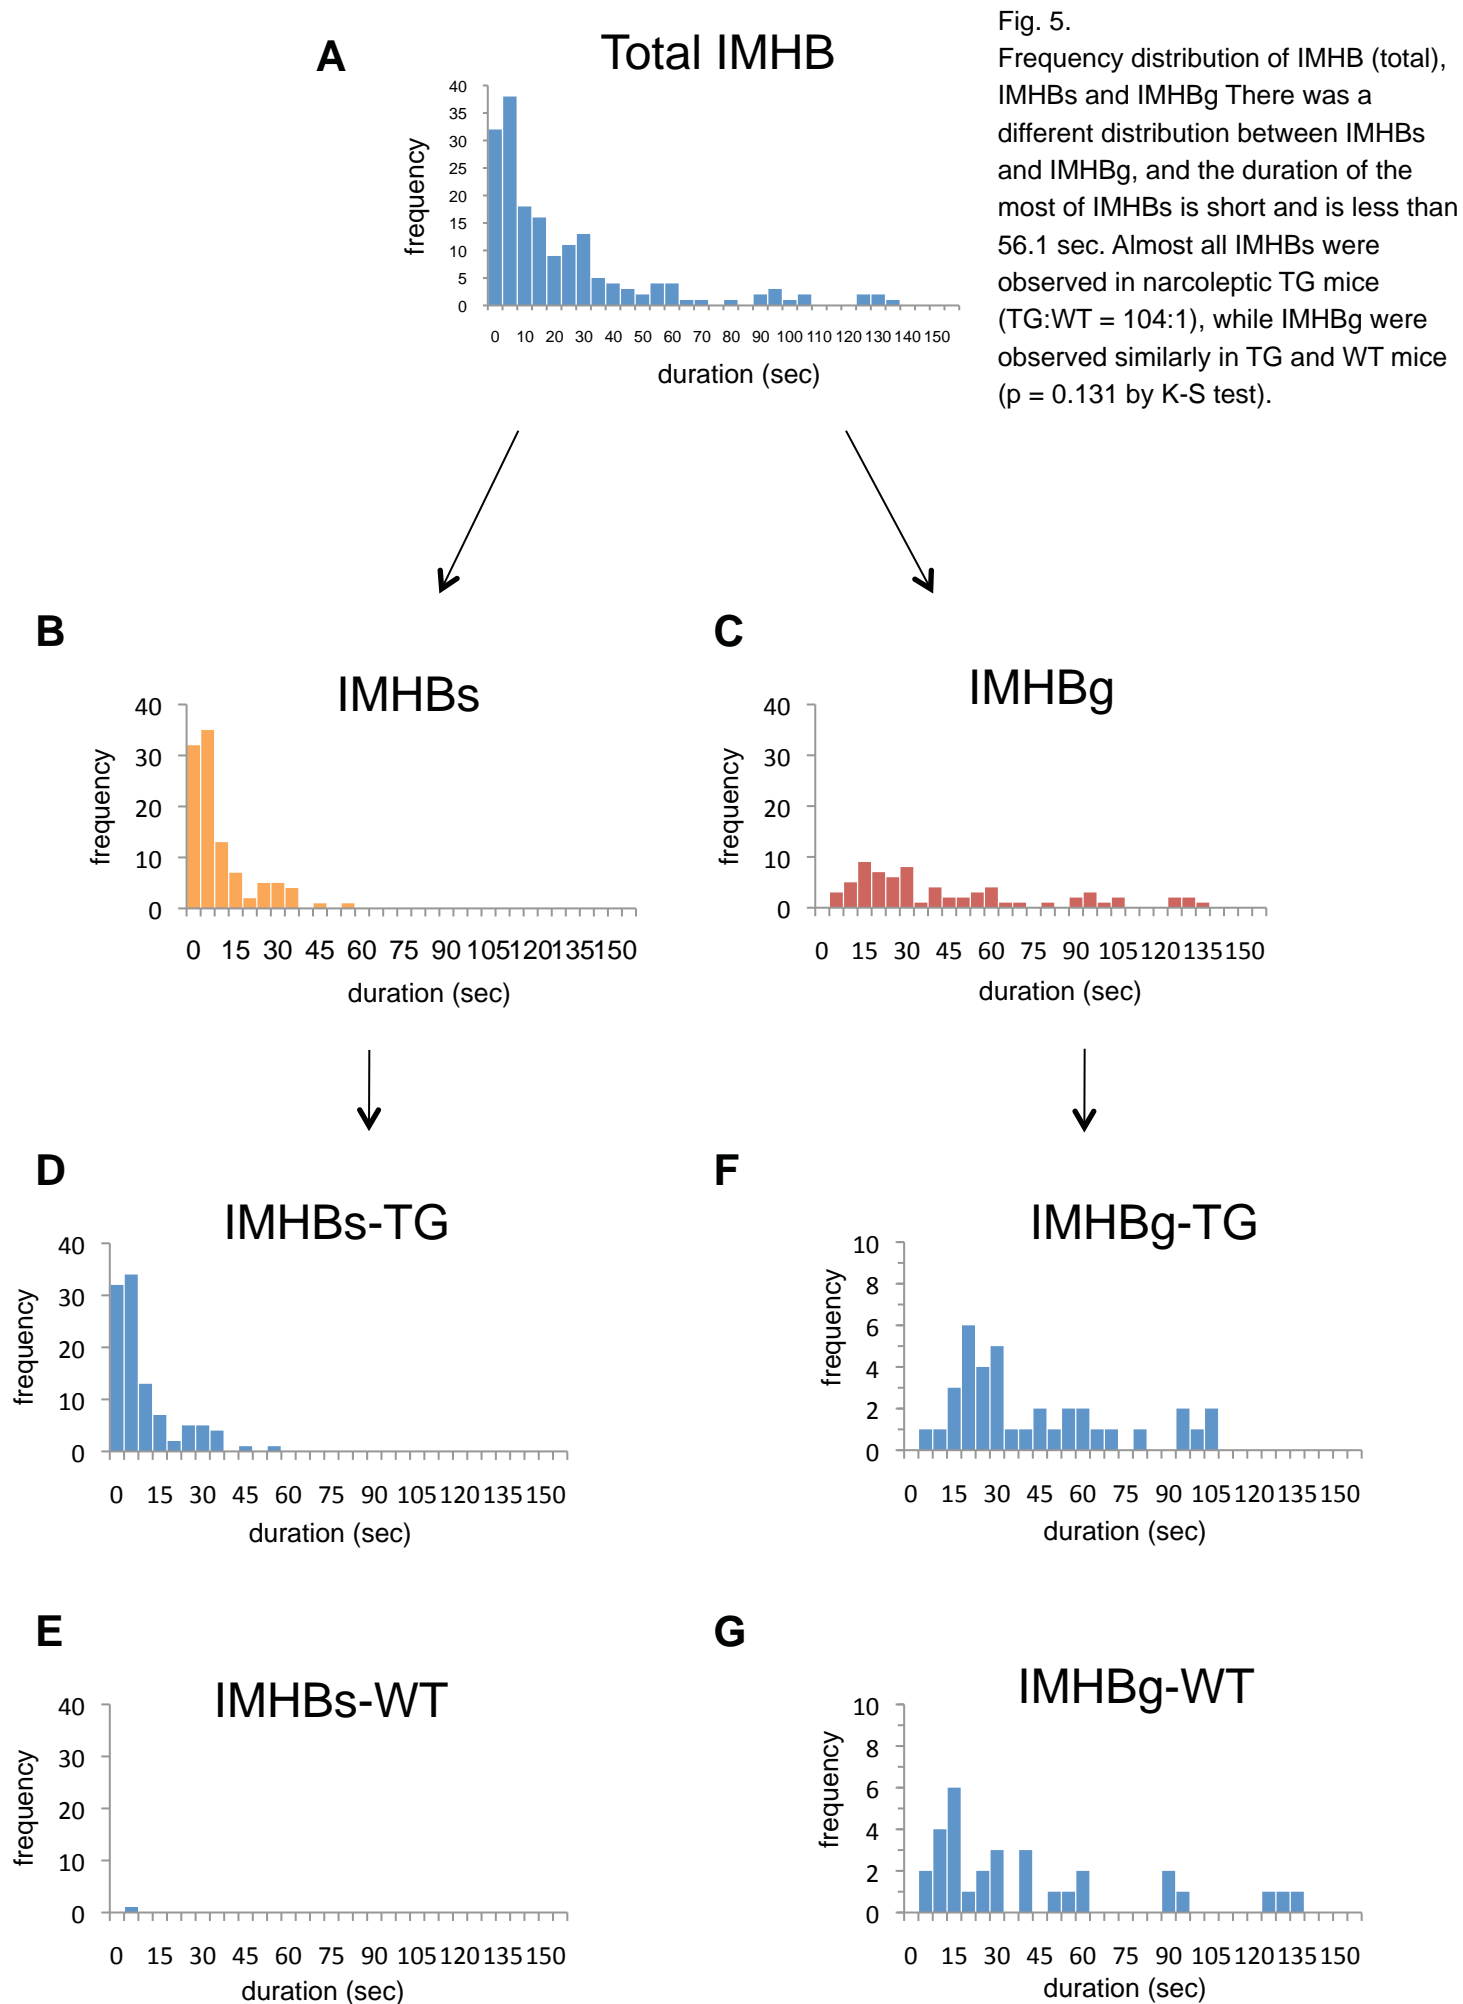 A
Total IMHB
40
35
30
25
20
15
10
5
0
frequency
0 10 20 30 40 50 60 70 80 90 100 110 120 130 140 150
duration (sec)
Fig. 5.
Frequency distribution of IMHB (total),
IMHBs and IMHBg There was a
different distribution between IMHBs
and IMHBg, and the duration of the
most of IMHBs is short and is less than
56.1 sec. Almost all IMHBs were
observed in narcoleptic TG mice
(TG:WT = 104:1), while IMHBg were
observed similarly in TG and WT mice
(p = 0.131 by K-S test).
B
IMHBs
40
30
20
10
0
frequency
0 15 30 45 60 75 90 105 120 135 150
duration (sec)
C
IMHBg
40
30
20
10
0
frequency
0 15 30 45 60 75 90 105 120 135 150
duration (sec)
D
IMHBs-TG
40
30
20
10
0
frequency
0 15 30 45 60 75 90 105 120 135 150
duration (sec)
F
IMHBg-TG
10
8
6
4
2
0
frequency
0 15 30 45 60 75 90 105 120 135 150
duration (sec)
E
IMHBs-WT
40
30
20
10
0
frequency
0 15 30 45 60 75 90 105 120 135 150
duration (sec)
G
IMHBg-WT
10
8
6
4
2
0
frequency
0 15 30 45 60 75 90 105 120 135 150
duration (sec)